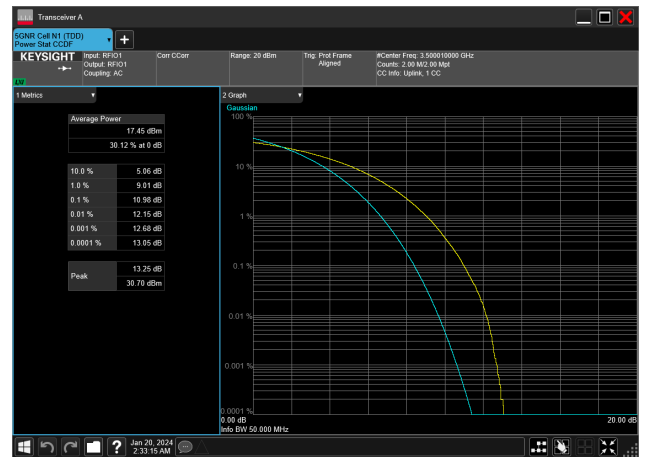 Transceiver A
5GNR Cell N1 (TDD)
Power Stat CCDF
KEYSIGHT
LXI
Input: RFIO1
Output: RFIO1
Coupling: AC
Corr CCorr
Range: 20 dBm
Trig: Prot Frame
Aligned
#Center Freq: 3.500010000 GHz
Counts: 2.00 M/2.00 Mpt
CC Info: Uplink, 1 CC
1 Metrics
Average Power
17.45 dBm
30.12 % at 0 dB
10.0 % 5.06 dB
1.0 % 9.01 dB
0.1 % 10.98 dB
0.01 % 12.15 dB
0.001 % 12.68 dB
0.0001 % 13.05 dB
Peak
13.25 dB
30.70 dBm
2 Graph
Gaussian
100 %
10 %
1 %
0.1 %
0.01 %
0.001 %
0.0001 %
0.00 dB 20.00 dB
Info BW 50.000 MHz
?
Jan 20, 2024
2:33:15 AM